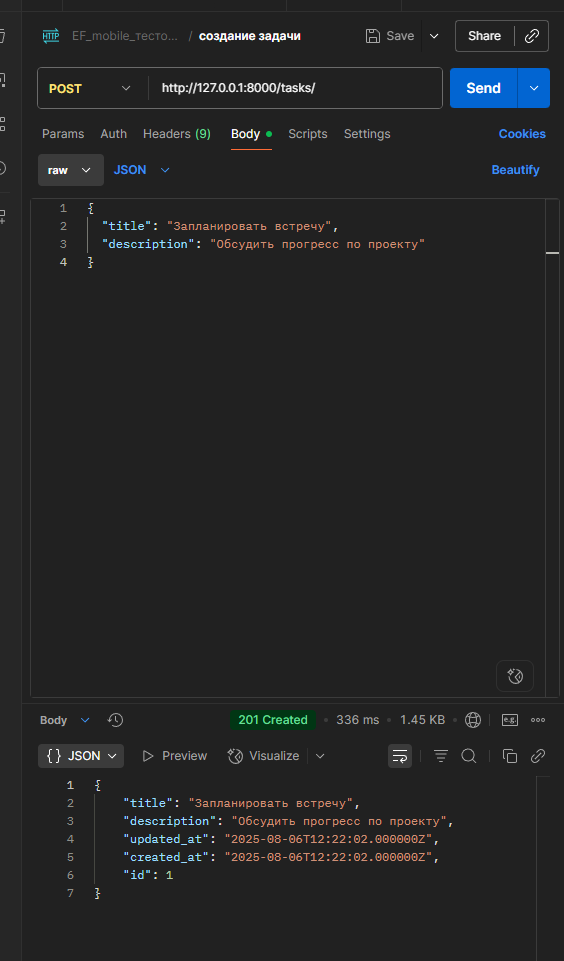 HTTP EF_mobile_тесто... / создание задачи Save Share
POST http://127.0.0.1:8000/tasks/ Send
Params Auth Headers (9) Body Scripts Settings Cookies
raw JSON Beautify
1 {
2 "title": "Запланировать встречу",
3 "description": "Обсудить прогресс по проекту"
4 }
Body 201 Created 336 ms 1.45 KB e.g.
{} JSON Preview Visualize
1 {
2 "title": "Запланировать встречу",
3 "description": "Обсудить прогресс по проекту",
4 "updated_at": "2025-08-06T12:22:02.000000Z",
5 "created_at": "2025-08-06T12:22:02.000000Z",
6 "id": 1
7 }